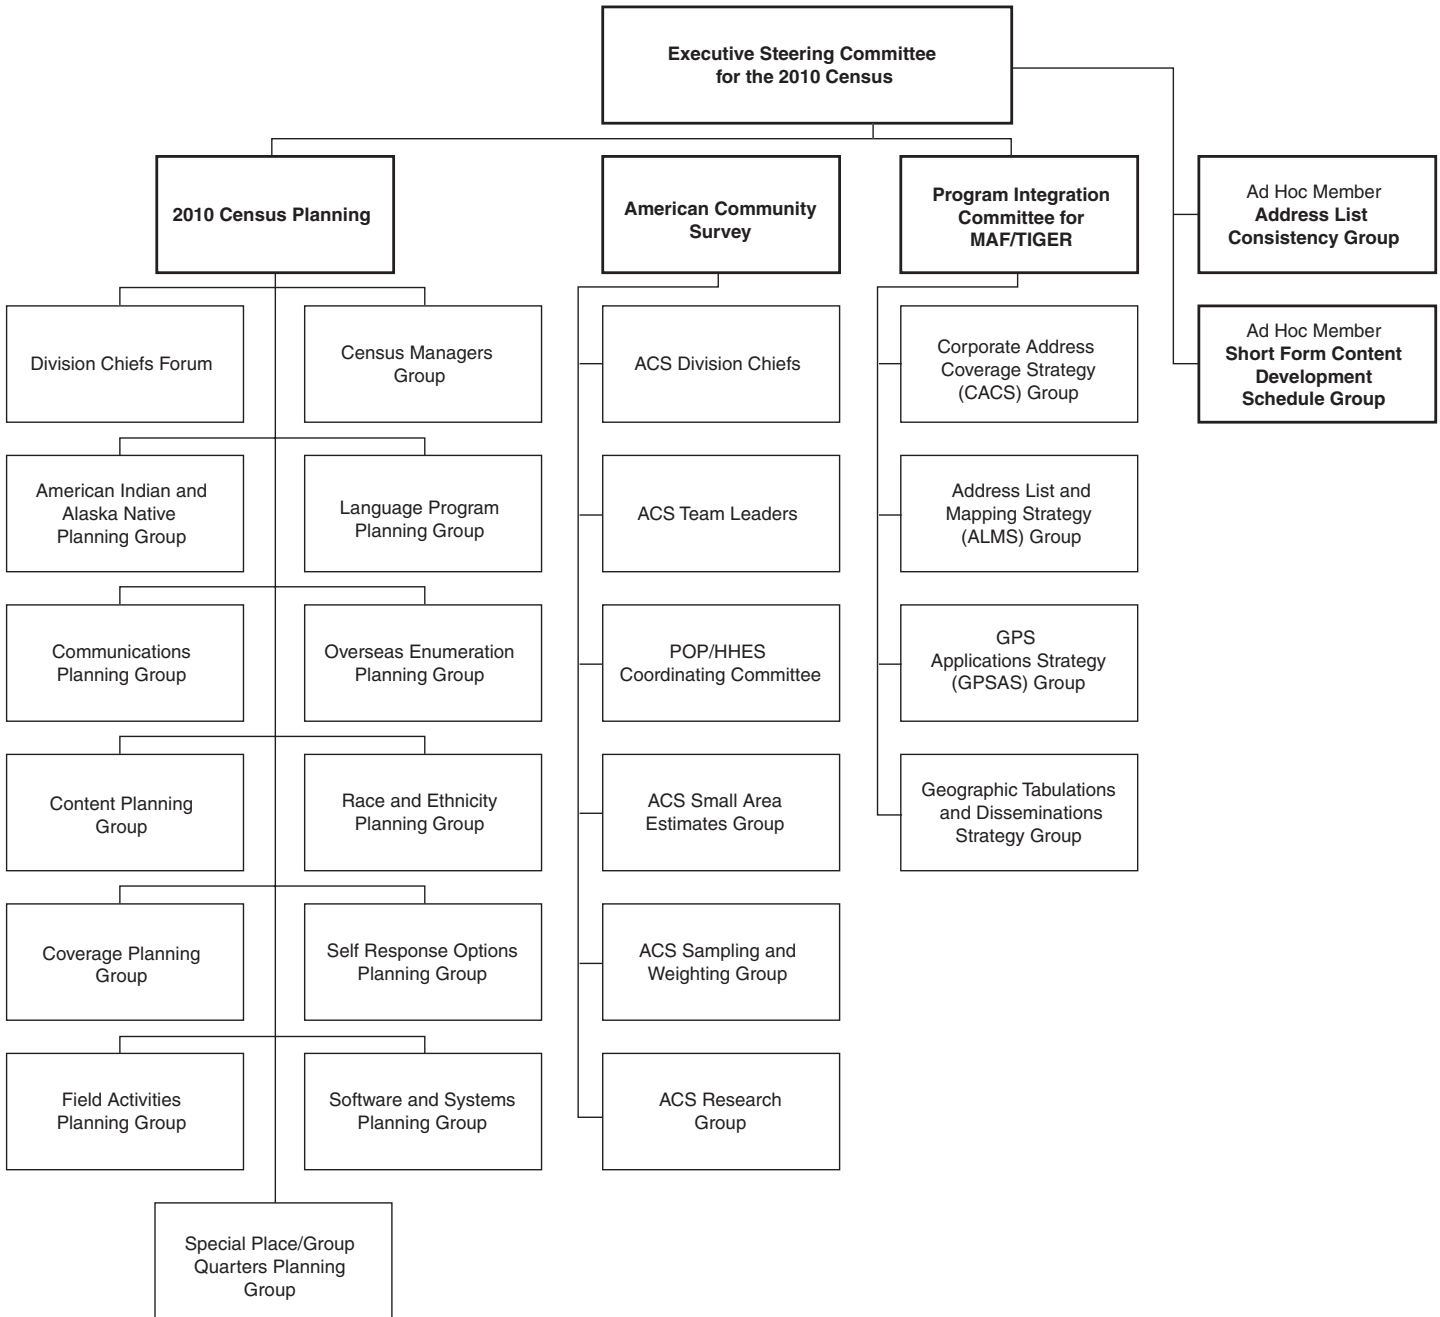 Executive Steering Committee
for the 2010 Census
2010 Census Planning
American Community
Survey
Program Integration
Committee for
MAF/TIGER
Ad Hoc Member
Address List
Consistency Group
Ad Hoc Member
Short Form Content
Development
Schedule Group
Division Chiefs Forum
Census Managers
Group
American Indian and
Alaska Native
Planning Group
Language Program
Planning Group
Communications
Planning Group
Overseas Enumeration
Planning Group
Content Planning
Group
Race and Ethnicity
Planning Group
Coverage Planning
Group
Self Response Options
Planning Group
Field Activities
Planning Group
Software and Systems
Planning Group
Special Place/Group
Quarters Planning
Group
ACS Division Chiefs
ACS Team Leaders
POP/HHES
Coordinating Committee
ACS Small Area
Estimates Group
ACS Sampling and
Weighting Group
ACS Research
Group
Corporate Address
Coverage Strategy
(CACS) Group
Address List and
Mapping Strategy
(ALMS) Group
GPS
Applications Strategy
(GPSAS) Group
Geographic Tabulations
and Disseminations
Strategy Group